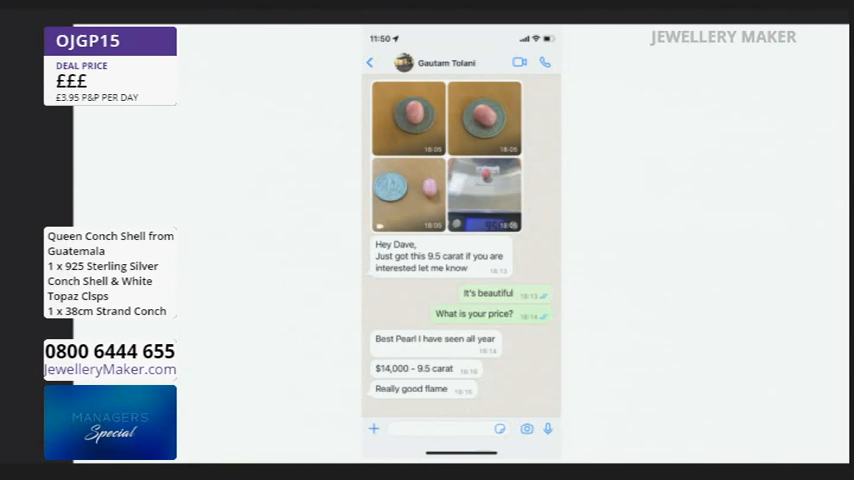 OJGP15
DEAL PRICE
£££
£3.95 P&P PER DAY
Queen Conch Shell from
Guatemala
1 x 925 Sterling Silver
Conch Shell & White
Topaz Clsps
1 x 38cm Strand Conch
0800 6444 655
JewelleryMaker.com
MANAGERS
Special
JEWELLERY MAKER
11:50
Gautam Tolani
18:05
18:05
18:05
18:05
Hey Dave,
Just got this 9.5 carat if you are
interested let me know
18:13
It's beautiful
18:13
What is your price?
18:14
Best Pearl I have seen all year
18:14
$14,000 - 9.5 carat
18:16
Really good flame
18:16